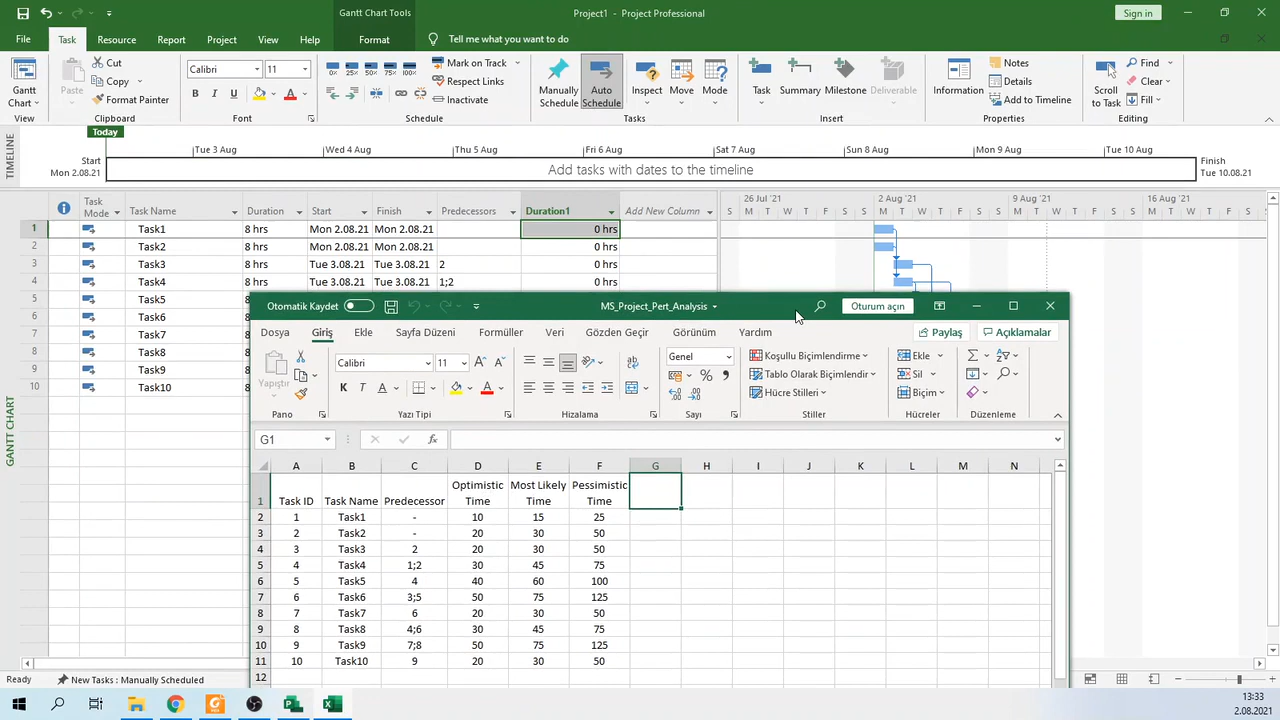 Gantt Chart Tools
Project1 - Project Professional
Sign in
File
Task
Resource
Report
Project
View
Help
Format
Tell me what you want to do
Gantt Chart
View
Paste
Cut
Copy
Format Painter
Clipboard
Calibri
11
B I U
A
Font
0% 25% 50% 75% 100%
Mark on Track
Respect Links
Inactivate
Schedule
Manually Schedule
Auto Schedule
Inspect
Move
Mode
Tasks
Task
Summary
Milestone
Deliverable
Insert
Information
Notes
Details
Add to Timeline
Properties
Scroll to Task
Find
Clear
Fill
Editing
TIMELINE
Today
Start
Mon 2.08.21
Tue 3 Aug
Wed 4 Aug
Thu 5 Aug
Fri 6 Aug
Sat 7 Aug
Sun 8 Aug
Mon 9 Aug
Tue 10 Aug
Add tasks with dates to the timeline
Finish
Tue 10.08.21
GANTT CHART
Task Mode
Task Name
Duration
Start
Finish
Predecessors
Duration1
Add New Column
26 Jul '21
2 Aug '21
9 Aug '21
16 Aug '21
S M T W T F S S M T W T F S S M T W T F S S M T W T F S S
1 Task1 8 hrs Mon 2.08.21 Mon 2.08.21 0 hrs
2 Task2 8 hrs Mon 2.08.21 Mon 2.08.21 0 hrs
3 Task3 8 hrs Tue 3.08.21 Tue 3.08.21 2 0 hrs
4 Task4 8 hrs Tue 3.08.21 Tue 3.08.21 1;2 0 hrs
5 Task5
6 Task6
7 Task7
8 Task8
9 Task9
10 Task10
Otomatik Kaydet
MS_Project_Pert_Analysis
Oturum açın
Dosya
Giriş
Ekle
Sayfa Düzeni
Formüller
Veri
Gözden Geçir
Görünüm
Yardım
Paylaş
Açıklamalar
Yapıştır
Pano
Calibri
11
K T A
Yazı Tipi
Hizalama
Genel
Sayı
Koşullu Biçimlendirme
Tablo Olarak Biçimlendir
Hücre Stilleri
Stiller
Ekle
Sil
Biçim
Hücreler
Düzenleme
G1
fx
A B C D E F G H I J K L M N
1 Task ID Task Name Predecessor Optimistic Time Most Likely Time Pessimistic Time
2 1 Task1 - 10 15 25
3 2 Task2 - 20 30 50
4 3 Task3 2 20 30 50
5 4 Task4 1;2 30 45 75
6 5 Task5 4 40 60 100
7 6 Task6 3;5 50 75 125
8 7 Task7 6 20 30 50
9 8 Task8 4;6 30 45 75
10 9 Task9 7;8 50 75 125
11 10 Task10 9 20 30 50
12
Ready
New Tasks : Manually Scheduled
13:33
2.08.2021